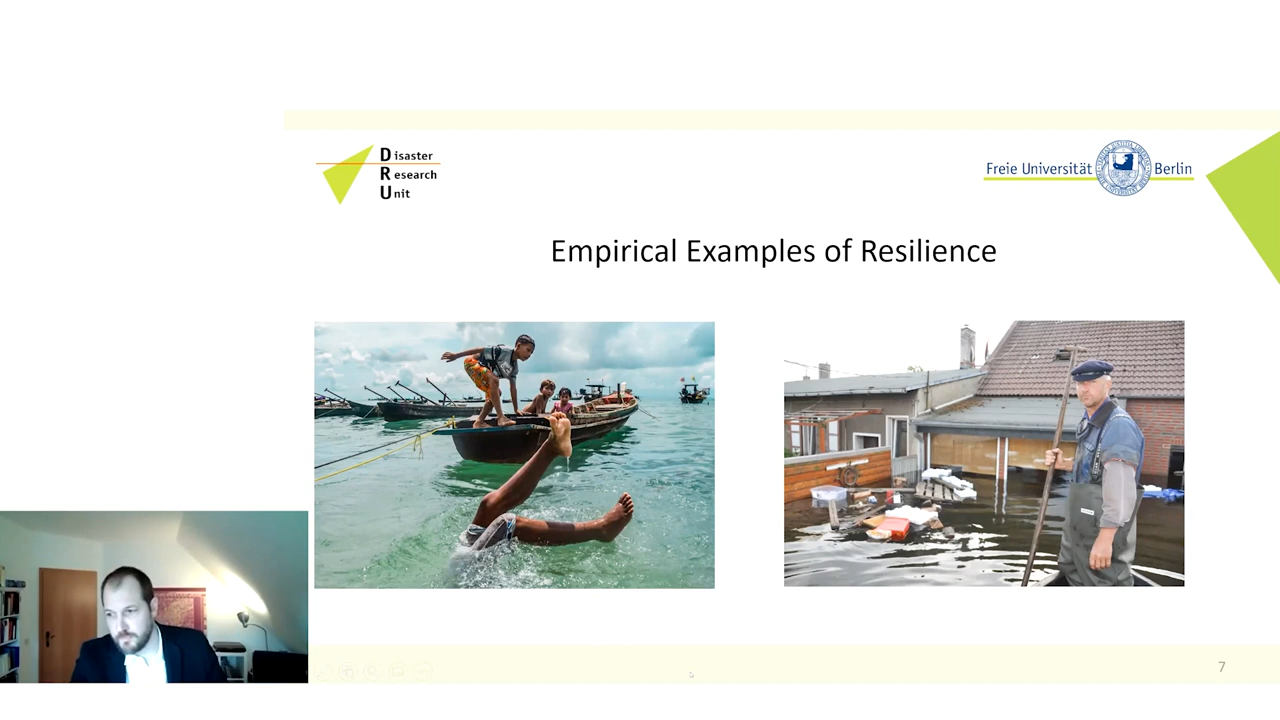 Disaster
Research
Unit
Freie Universität Berlin
Empirical Examples of Resilience
7